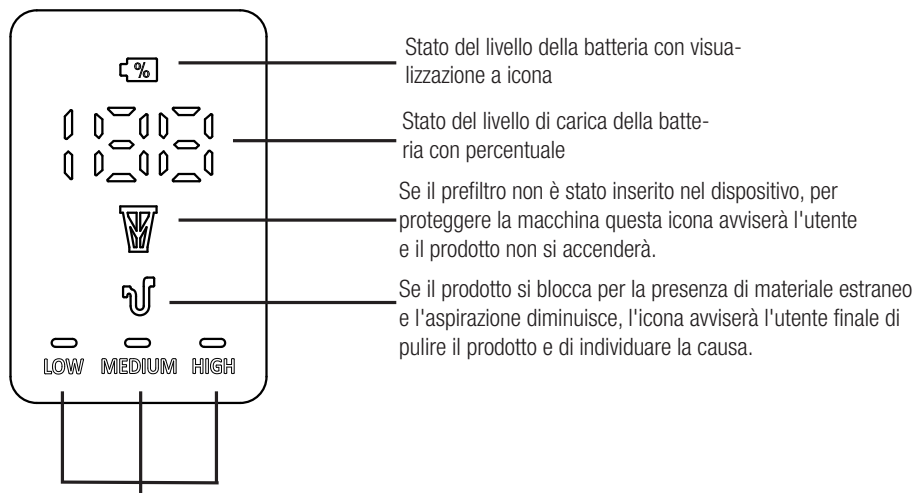 %
188
Stato del livello della batteria con visua-
lizzazione a icona
Stato del livello di carica della batte-
ria con percentuale
Se il prefiltro non è stato inserito nel dispositivo, per
proteggere la macchina questa icona avviserà l'utente
e il prodotto non si accenderà.
Se il prodotto si blocca per la presenza di materiale estraneo
e l'aspirazione diminuisce, l'icona avviserà l'utente finale di
pulire il prodotto e di individuare la causa.
LOW MEDIUM HIGH